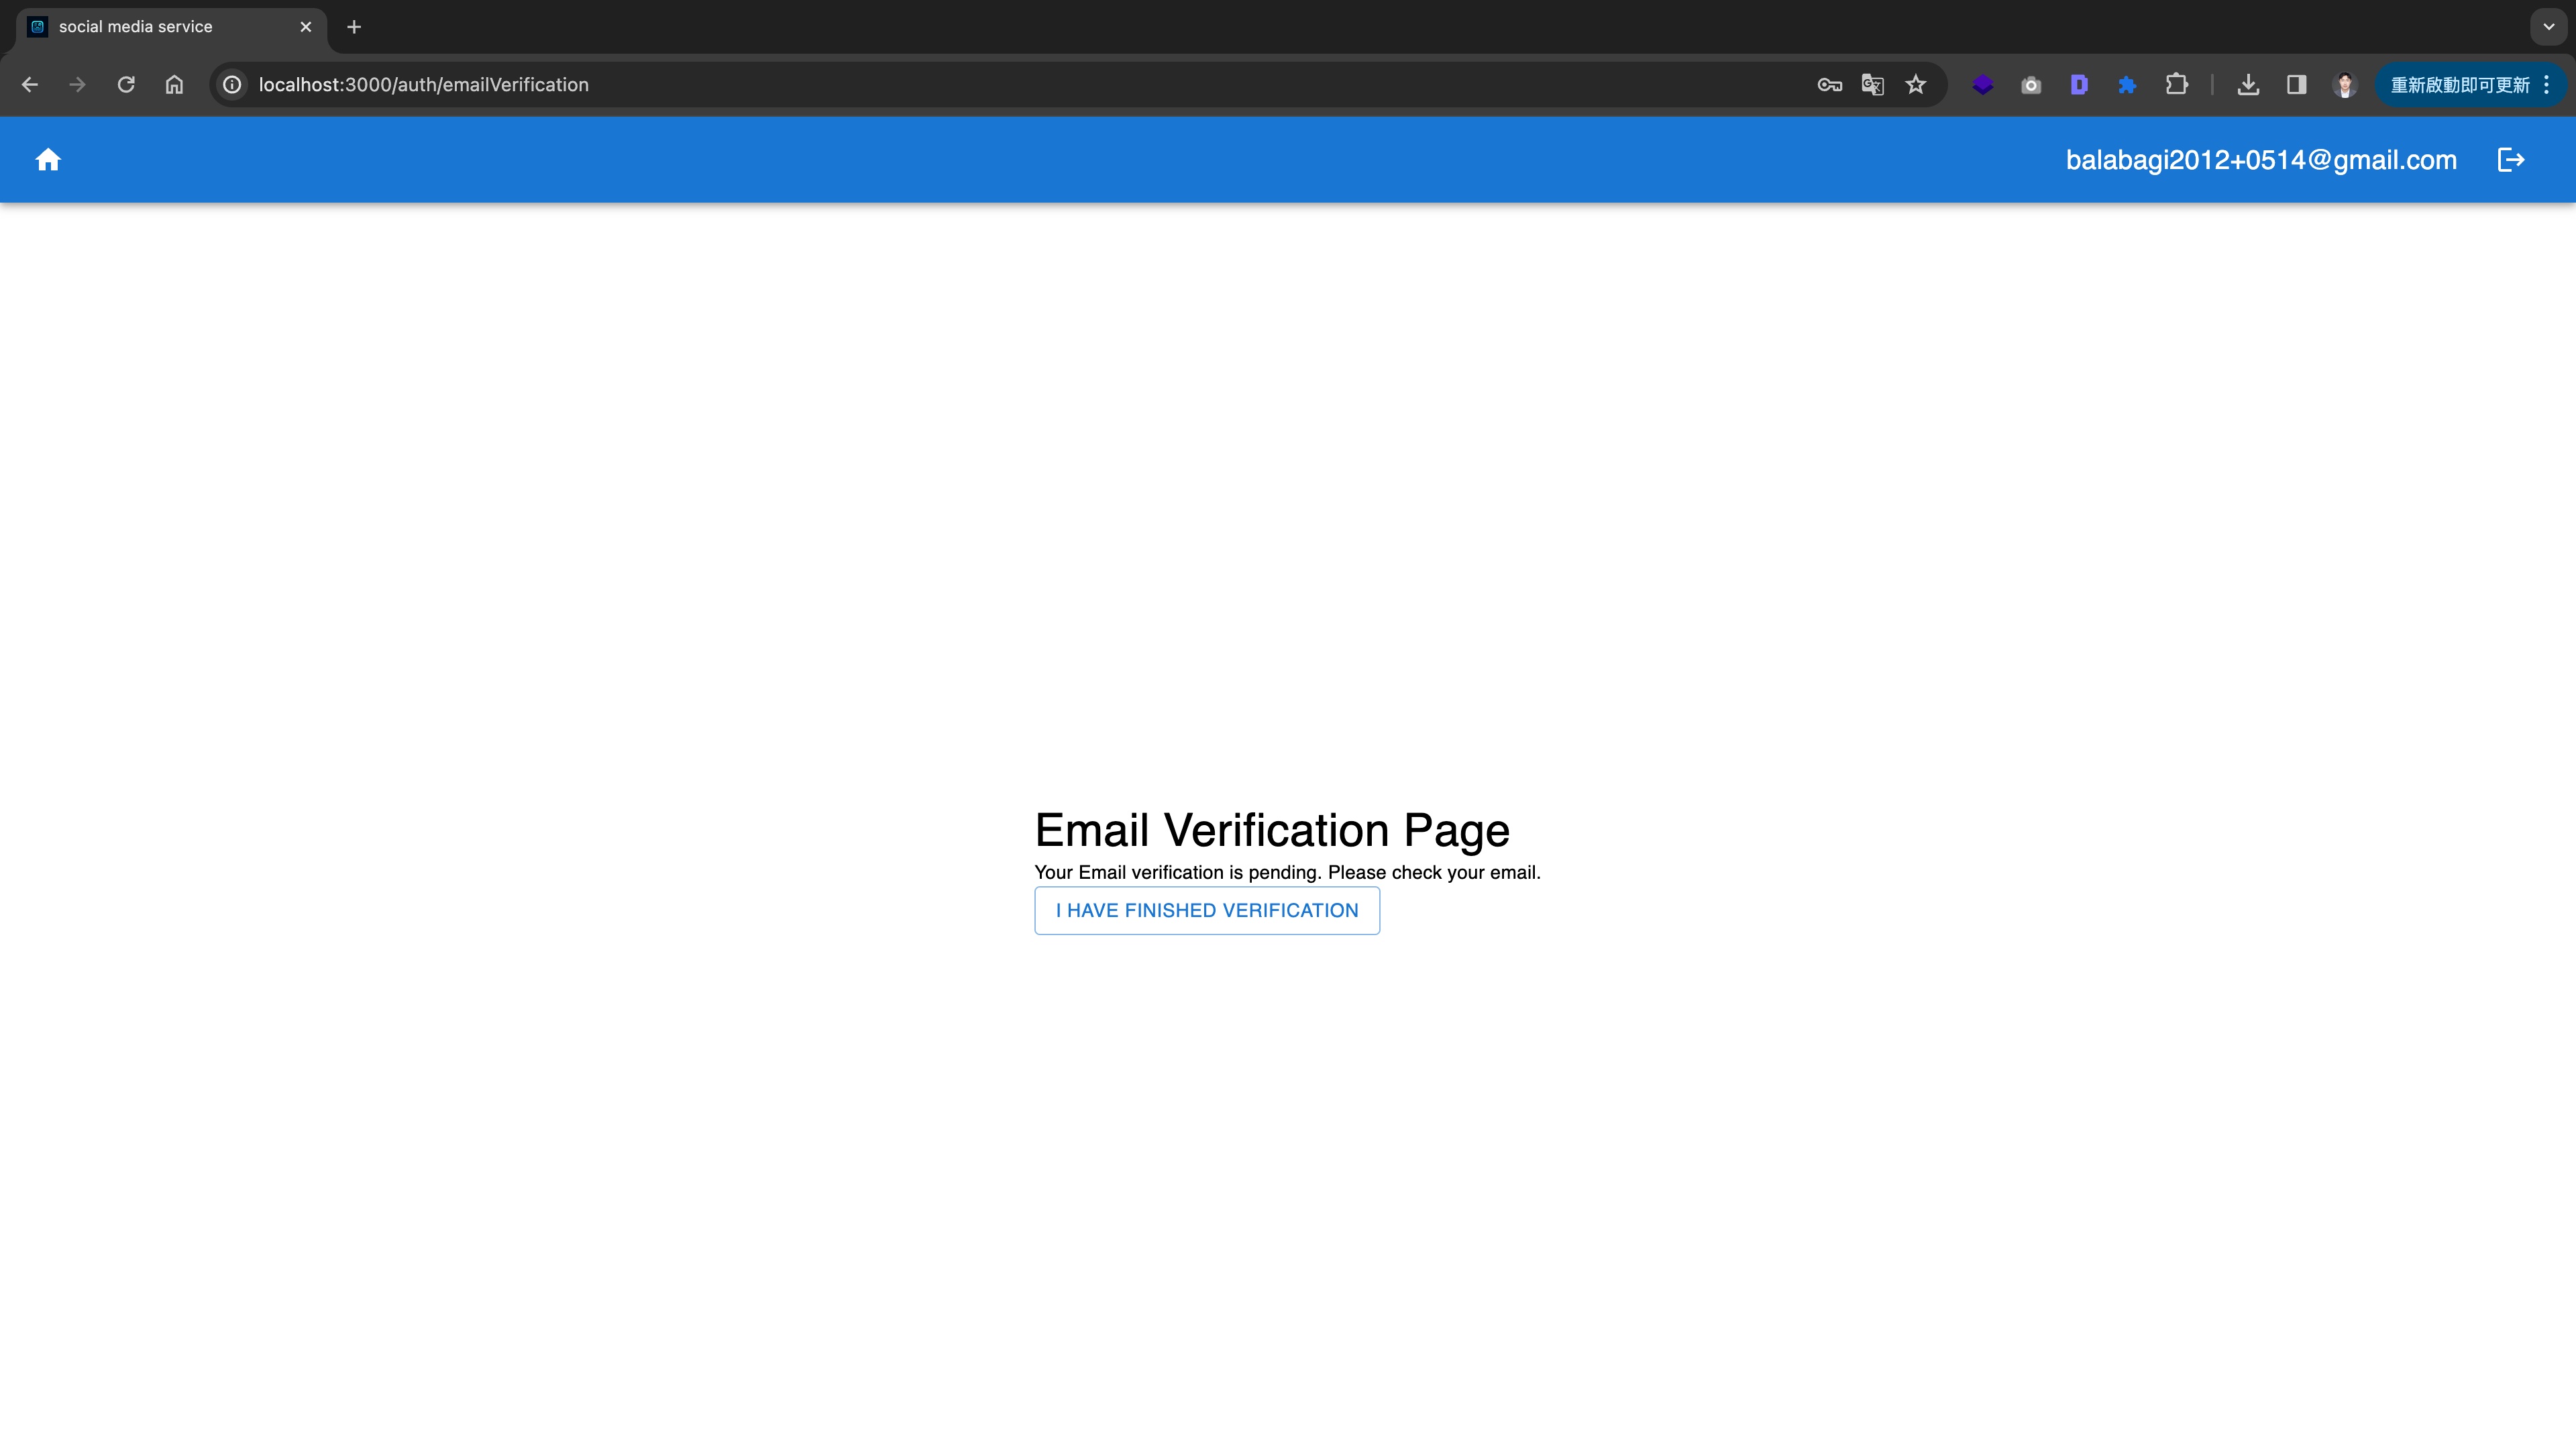 social media service
localhost:3000/auth/emailVerification
重新啟動即可更新
balabagi2012+0514@gmail.com
Email Verification Page
Your Email verification is pending. Please check your email.
I HAVE FINISHED VERIFICATION